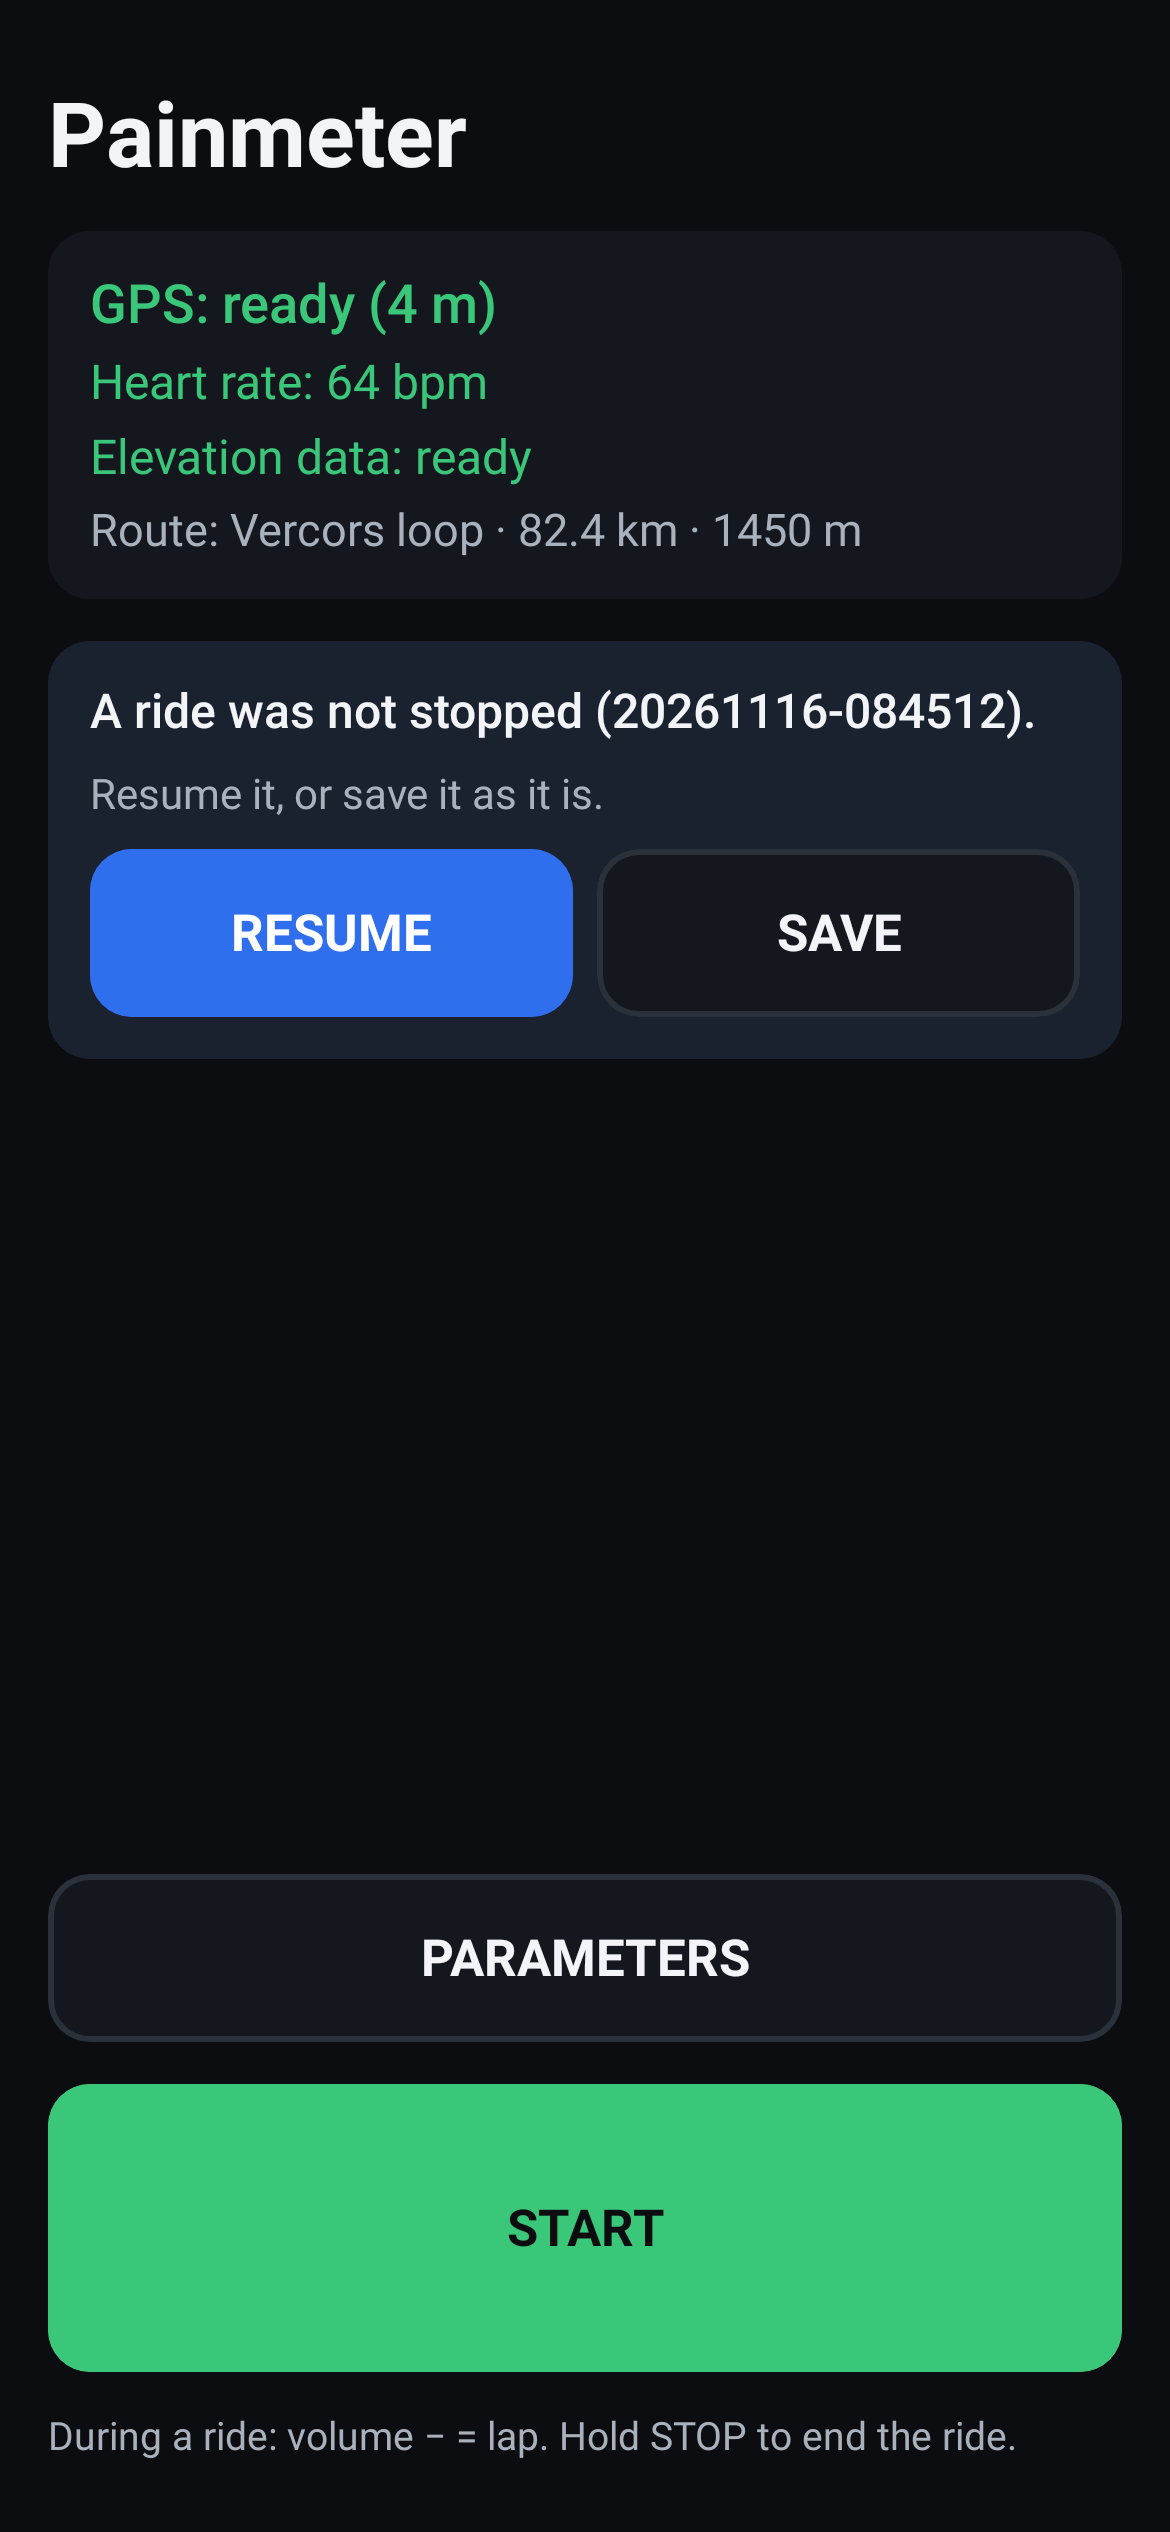 Painmeter
GPS: ready (4 m)
Heart rate: 64 bpm
Elevation data: ready
Route: Vercors loop · 82.4 km · 1450 m
A ride was not stopped (20261116-084512).
Resume it, or save it as it is.
RESUME
SAVE
PARAMETERS
START
During a ride: volume − = lap. Hold STOP to end the ride.